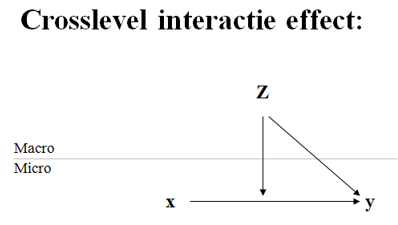 Crosslevel interactie effect:
Z
Macro
Micro
x
y